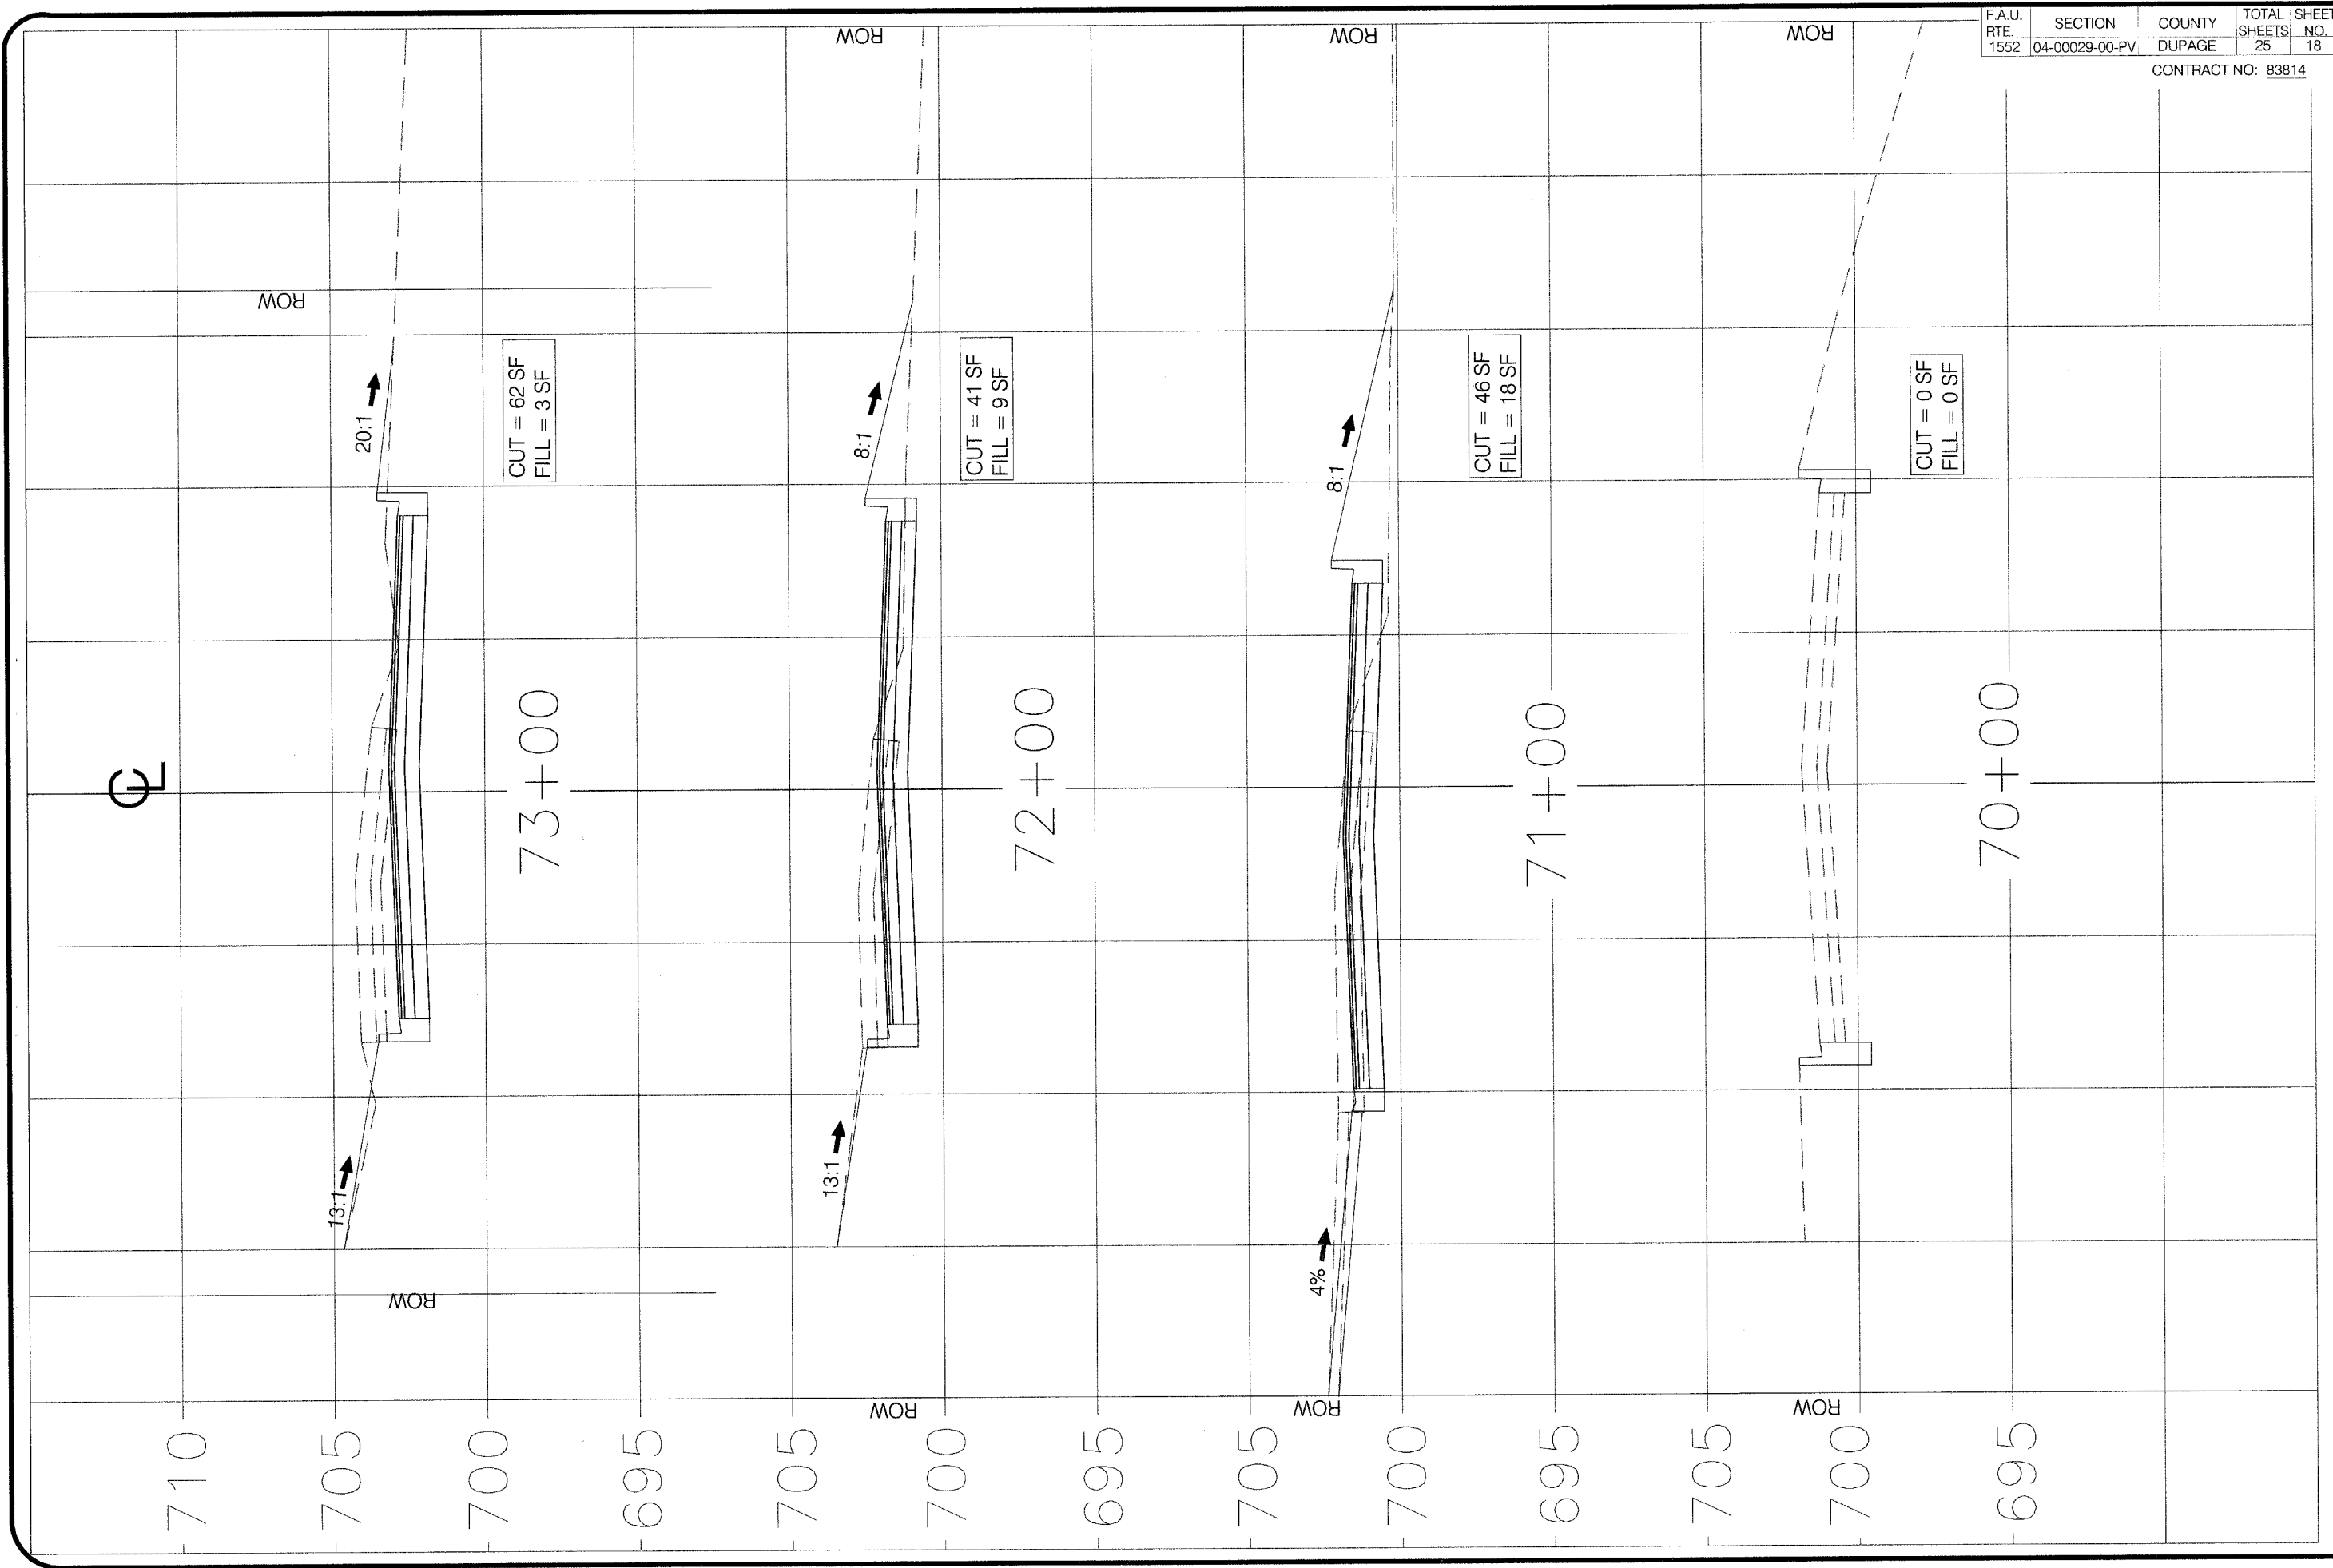 F.A.U. RTE. SECTION COUNTY TOTAL SHEETS SHEET NO.
1552 04-00029-00-PV DUPAGE 25 18
CONTRACT NO: 83814
ROW
ROW
ROW
ROW
20:1
CUT = 62 SF
FILL = 3 SF
8:1
CUT = 41 SF
FILL = 9 SF
8:1
CUT = 46 SF
FILL = 18 SF
CUT = 0 SF
FILL = 0 SF
CL
73+00
72+00
71+00
70+00
13:1
13:1
4%
ROW
ROW
ROW
ROW
710
705
700
695
705
700
695
705
700
695
705
700
695